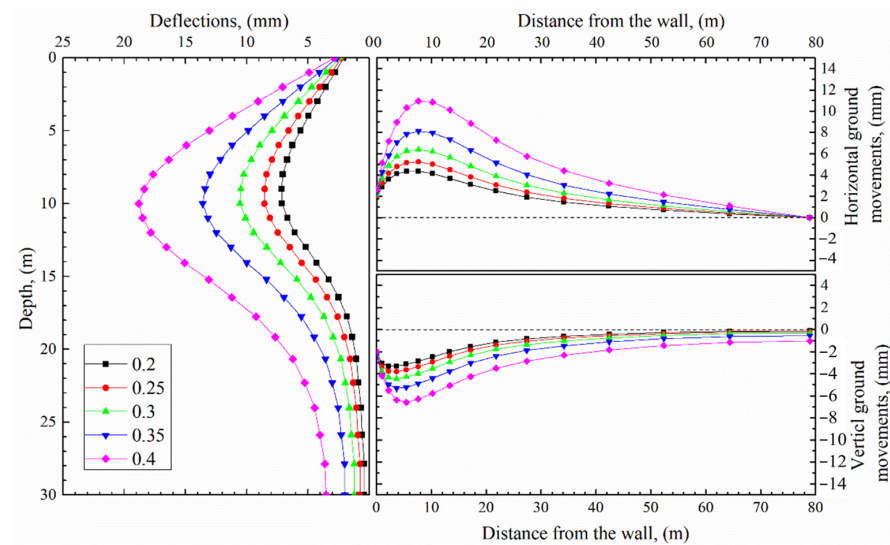 Deflections, (mm)
Distance from the wall, (m)
25 20 15 10 5 0
0 10 20 30 40 50 60 70 80
0
5
10
15
20
25
30
Depth, (m)
0.2
0.25
0.3
0.35
0.4
14
12
10
8
6
4
2
0
-2
-4
Horizontal ground
movements, (mm)
4
2
0
-2
-4
-6
-8
-10
-12
-14
Verticl ground
movements, (mm)
0 10 20 30 40 50 60 70 80
Distance from the wall, (m)